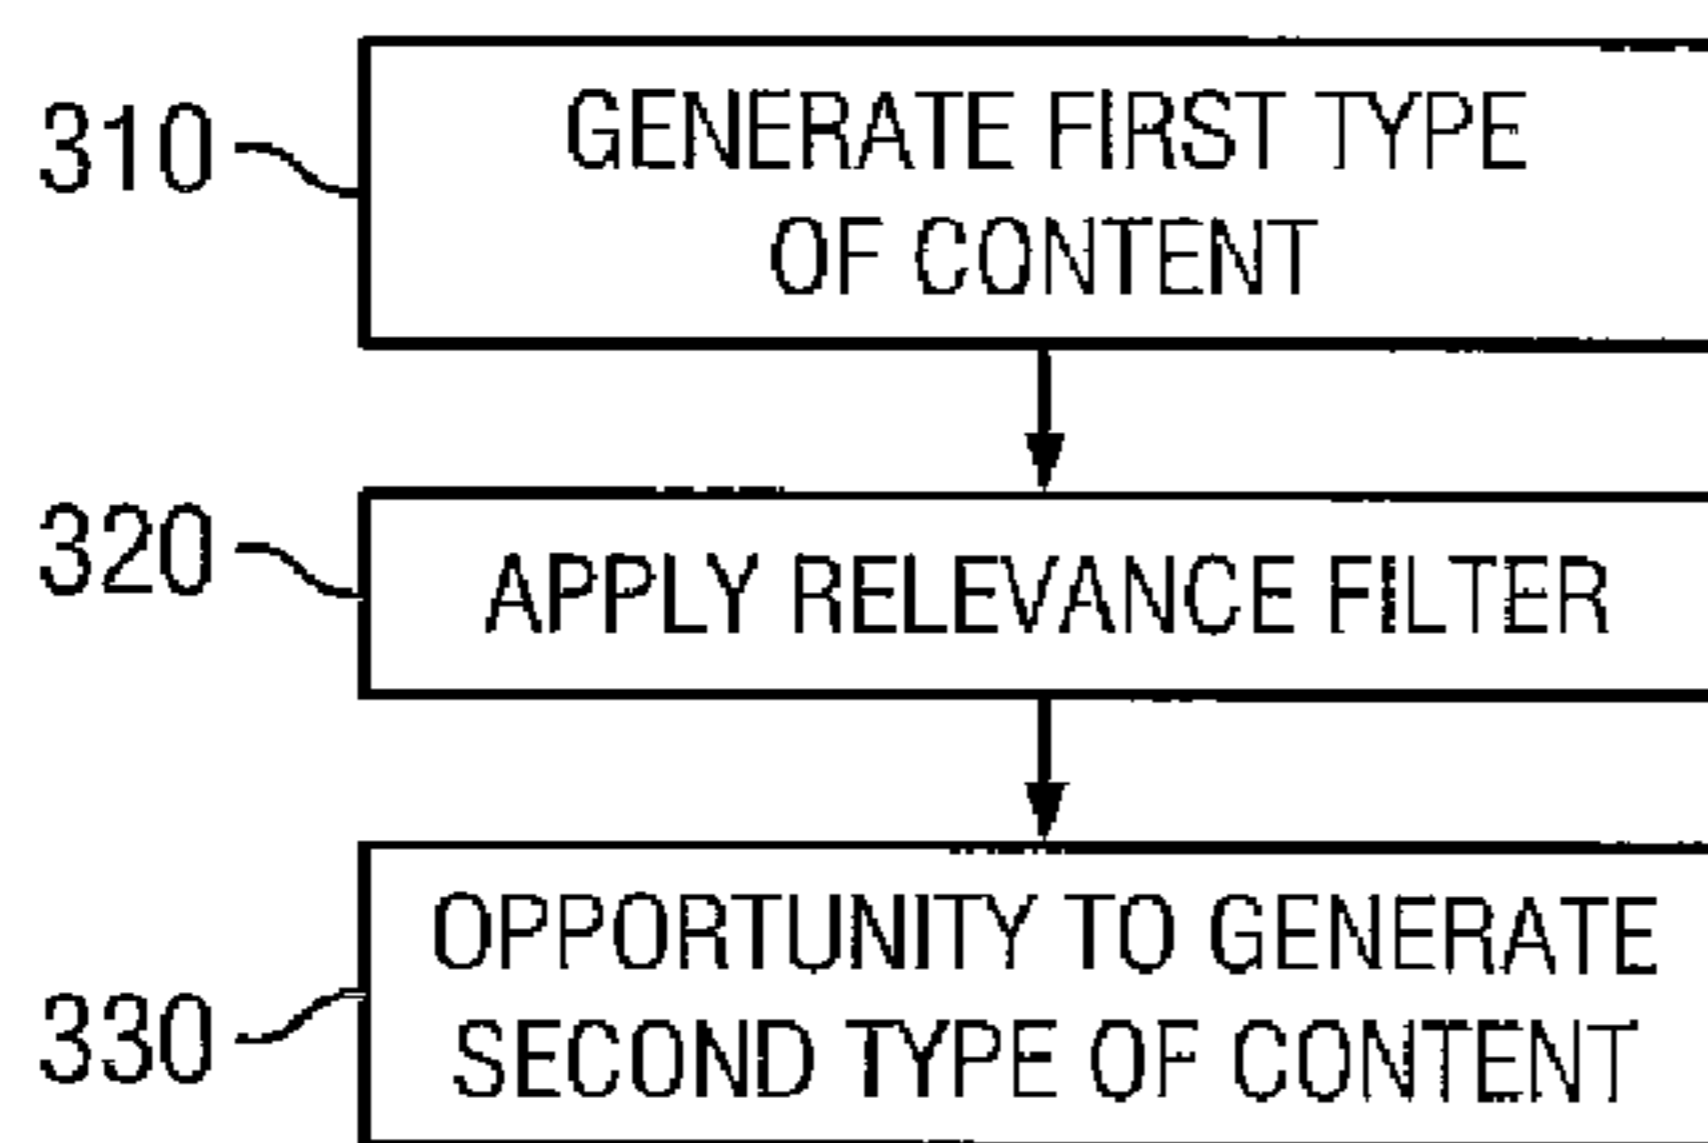 310
GENERATE FIRST TYPE
OF CONTENT
320
APPLY RELEVANCE FILTER
330
OPPORTUNITY TO GENERATE
SECOND TYPE OF CONTENT